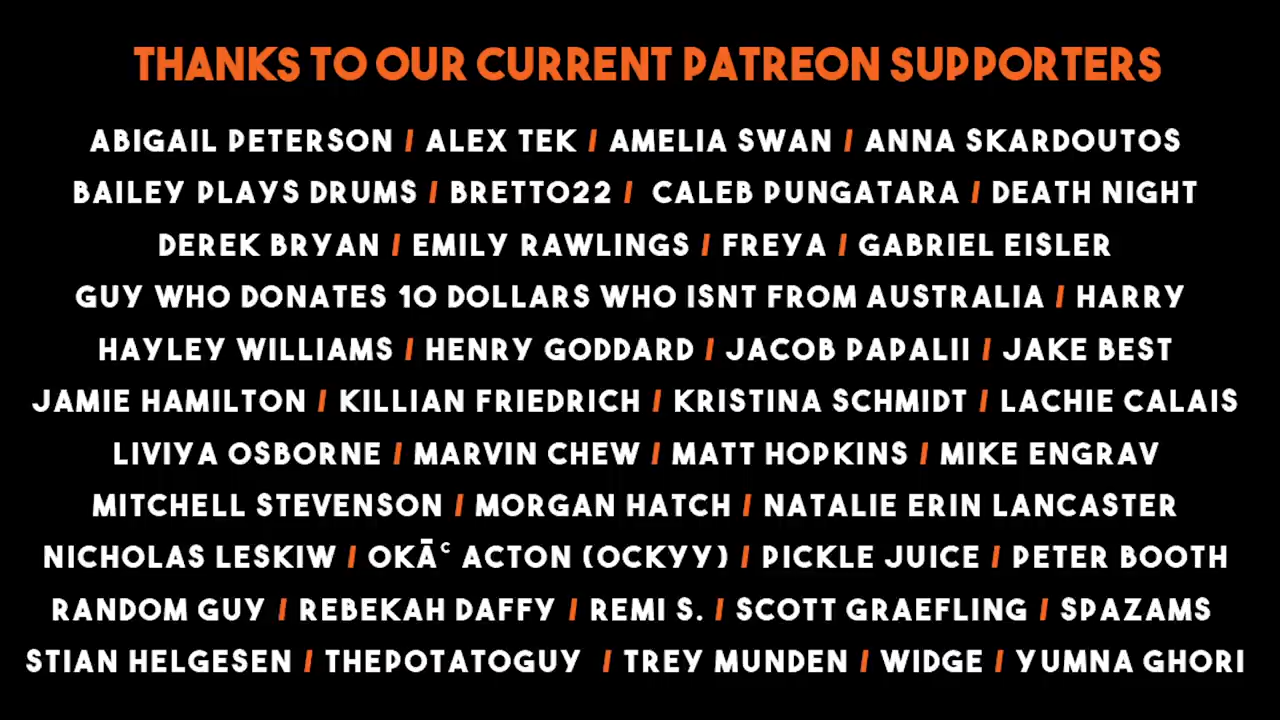 THANKS TO OUR CURRENT PATREON SUPPORTERS
ABIGAIL PETERSON / ALEX TEK / AMELIA SWAN / ANNA SKARDOUTOS
BAILEY PLAYS DRUMS / BRETTO22 / CALEB PUNGATARA / DEATH NIGHT
DEREK BRYAN / EMILY RAWLINGS / FREYA / GABRIEL EISLER
GUY WHO DONATES 10 DOLLARS WHO ISNT FROM AUSTRALIA / HARRY
HAYLEY WILLIAMS / HENRY GODDARD / JACOB PAPALII / JAKE BEST
JAMIE HAMILTON / KILLIAN FRIEDRICH / KRISTINA SCHMIDT / LACHIE CALAIS
LIVIYA OSBORNE / MARVIN CHEW / MATT HOPKINS / MIKE ENGRAV
MITCHELL STEVENSON / MORGAN HATCH / NATALIE ERIN LANCASTER
NICHOLAS LESKIW / OKĀᶜ ACTON (OCKYY) / PICKLE JUICE / PETER BOOTH
RANDOM GUY / REBEKAH DAFFY / REMI S. / SCOTT GRAEFLING / SPAZAMS
STIAN HELGESEN / THEPOTATOGUY / TREY MUNDEN / WIDGE / YUMNA GHORI